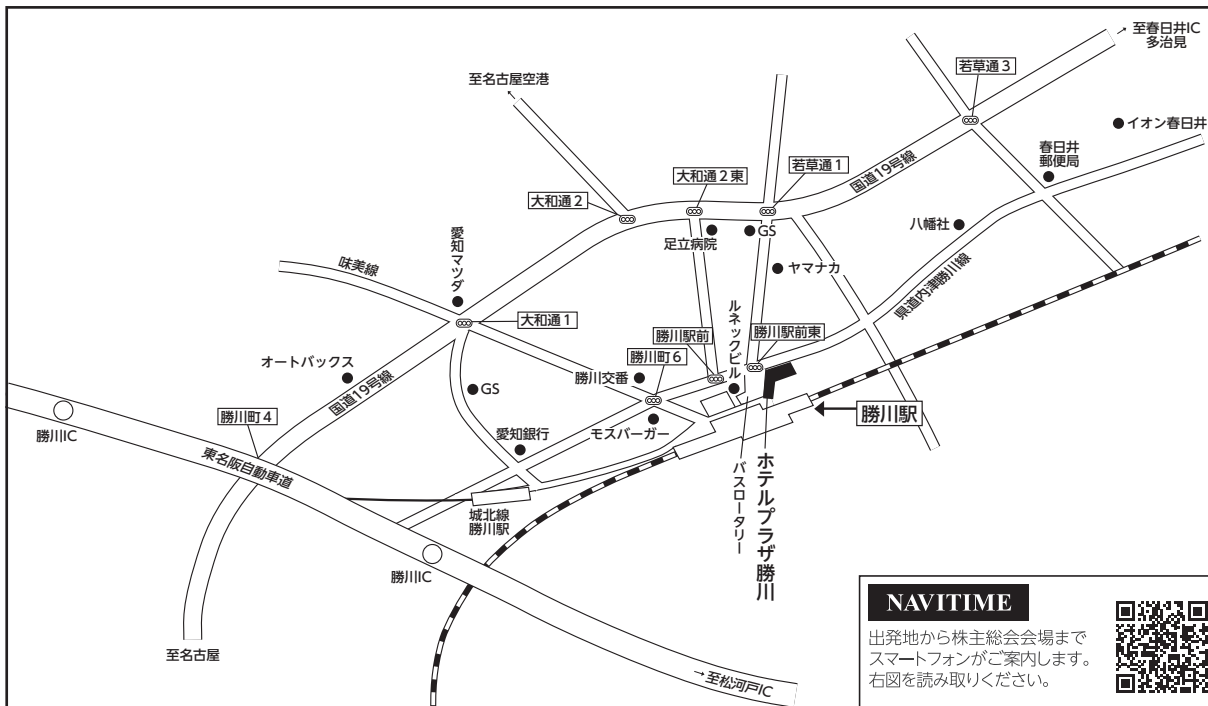 至春日井IC
多治見
若草通3
至名古屋空港
イオン春日井
春日井
郵便局
国道19号線
若草通1
大和通2東
大和通2
八幡社
足立病院
GS
愛知マツダ
味美線
ヤマナカ
県道内津勝川線
ルネックビル
大和通1
勝川駅前
勝川駅前東
勝川町6
オートバックス
勝川交番
国道19号線
GS
勝川駅
勝川町4
勝川IC
愛知銀行
モスバーガー
東名阪自動車道
ホテルプラザ勝川
バスロータリー
城北線
勝川駅
勝川IC
至名古屋
→至松河戸IC
NAVITIME
出発地から株主総会会場まで
スマートフォンがご案内します。
右図を読み取りください。